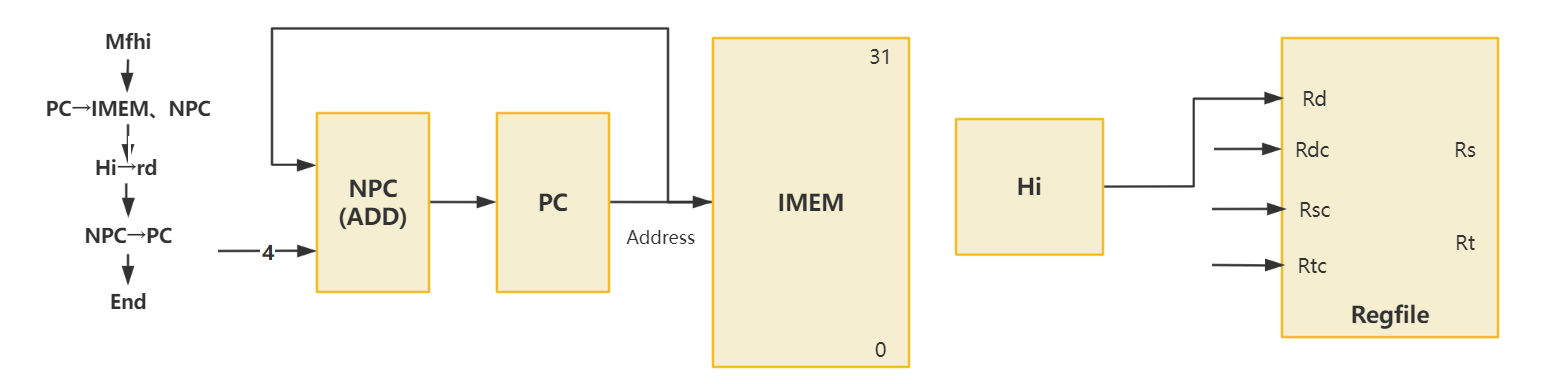 Mfhi
PC→IMEM、NPC
Hi→rd
NPC→PC
End
4
NPC
(ADD)
PC
Address
31
IMEM
0
Hi
Rd
Rdc
Rsc
Rtc
Rs
Rt
Regfile